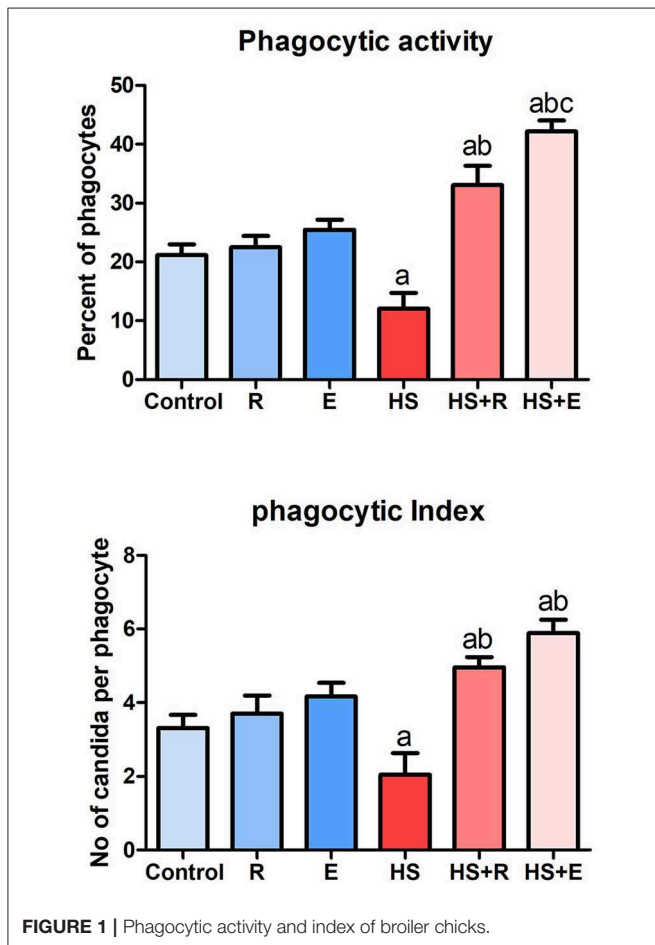 Phagocytic activity
Percent of phagocytes
50
40
30
20
10
0
a
ab
abc
Control R E HS HS+R HS+E
phagocytic Index
No of candida per phagocyte
8
6
4
2
0
a
ab
ab
Control R E HS HS+R HS+E
FIGURE 1 | Phagocytic activity and index of broiler chicks.